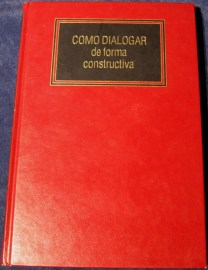 COMO DIALOGAR
de forma
constructiva